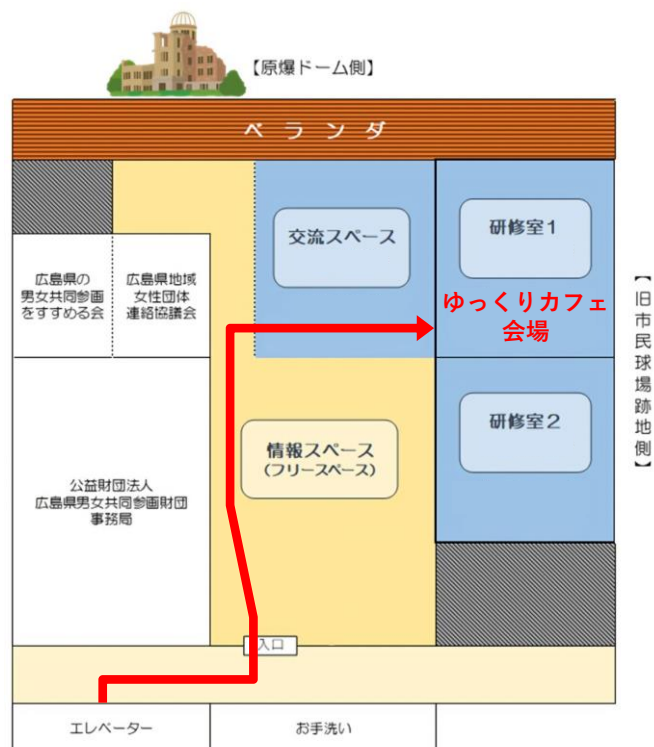 【原爆ドーム側】
ベランダ
交流スペース
研修室1
広島県の
男女共同参画
をすすめる会
広島県地域
女性団体
連絡協議会
ゆっくりカフェ
会場
【旧市民球場跡地側】
研修室2
情報スペース
(フリースペース)
公益財団法人
広島県男女共同参画財団
事務局
入口
エレベーター
お手洗い